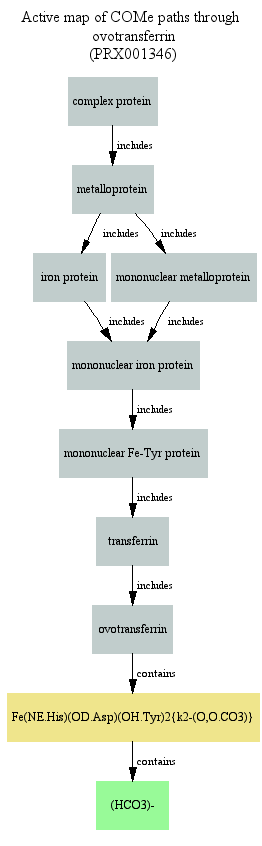 Active map of COMe paths through
ovotransferrin
(PRX001346)
complex protein
includes
metalloprotein
includes
includes
iron protein
mononuclear metalloprotein
includes
includes
mononuclear iron protein
includes
mononuclear Fe-Tyr protein
includes
transferrin
includes
ovotransferrin
contains
Fe(NE.His)(OD.Asp)(OH.Tyr)2{k2-(O,O.CO3)}
contains
(HCO3)-